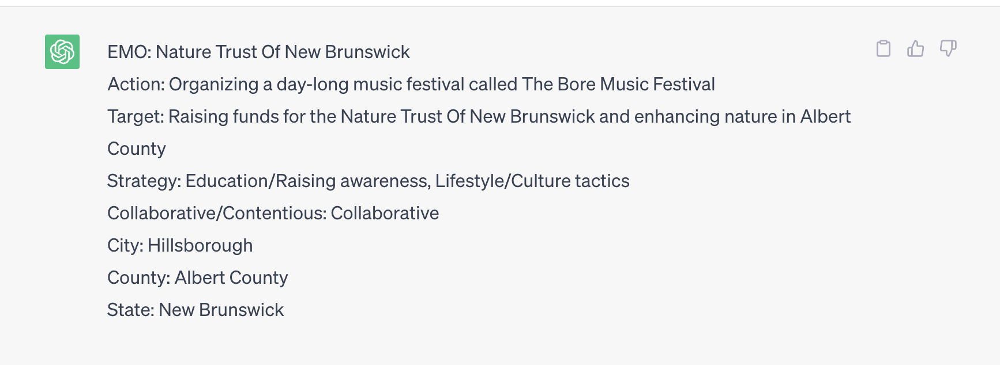 EMO: Nature Trust Of New Brunswick
Action: Organizing a day-long music festival called The Bore Music Festival
Target: Raising funds for the Nature Trust Of New Brunswick and enhancing nature in Albert
County
Strategy: Education/Raising awareness, Lifestyle/Culture tactics
Collaborative/Contentious: Collaborative
City: Hillsborough
County: Albert County
State: New Brunswick